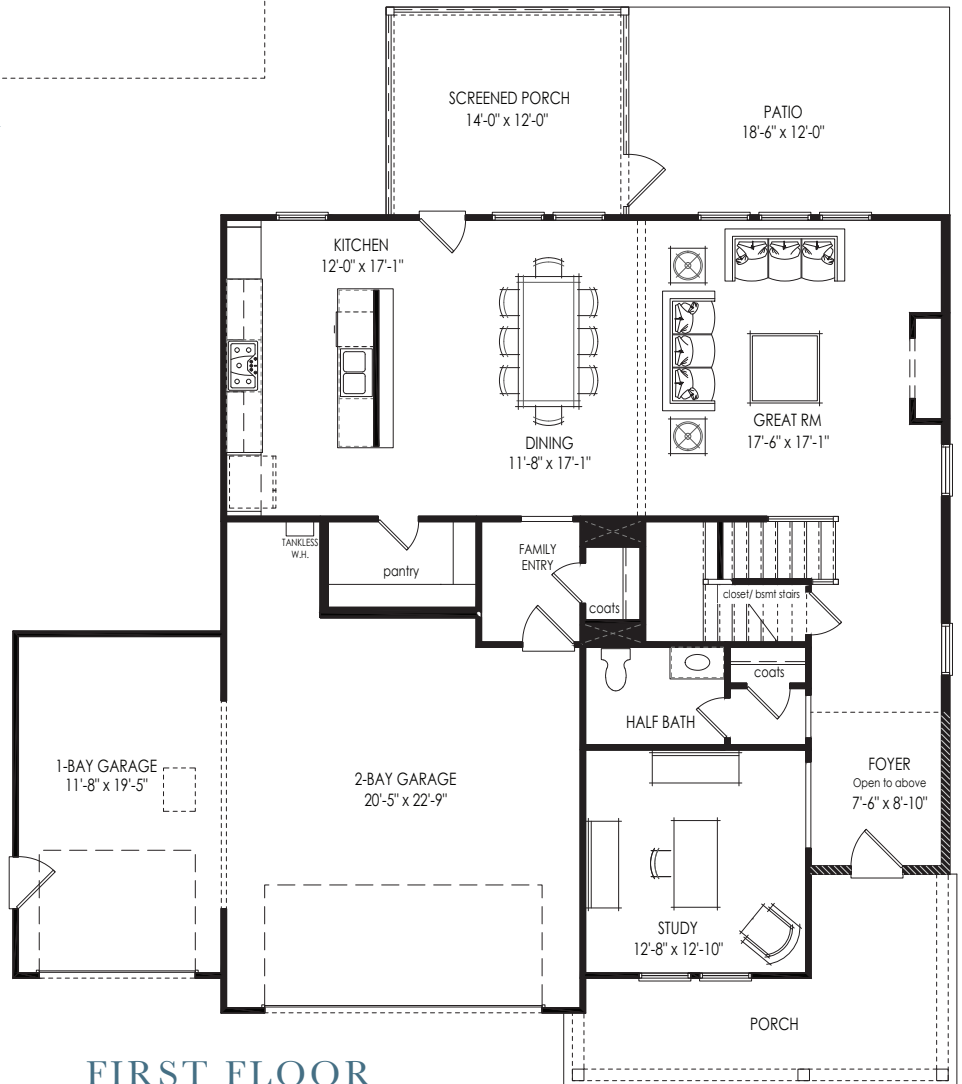 SCREENED PORCH
14'-0" x 12'-0"
PATIO
18'-6" x 12'-0"
KITCHEN
12'-0" x 17'-1"
DINING
11'-8" x 17'-1"
GREAT RM
17'-6" x 17'-1"
TANKLESS
W.H.
pantry
FAMILY
ENTRY
coats
closet/ bsmt stairs
coats
HALF BATH
1-BAY GARAGE
11'-8" x 19'-5"
2-BAY GARAGE
20'-5" x 22'-9"
FOYER
Open to above
7'-6" x 8'-10"
STUDY
12'-8" x 12'-10"
PORCH
FIRST FLOOR